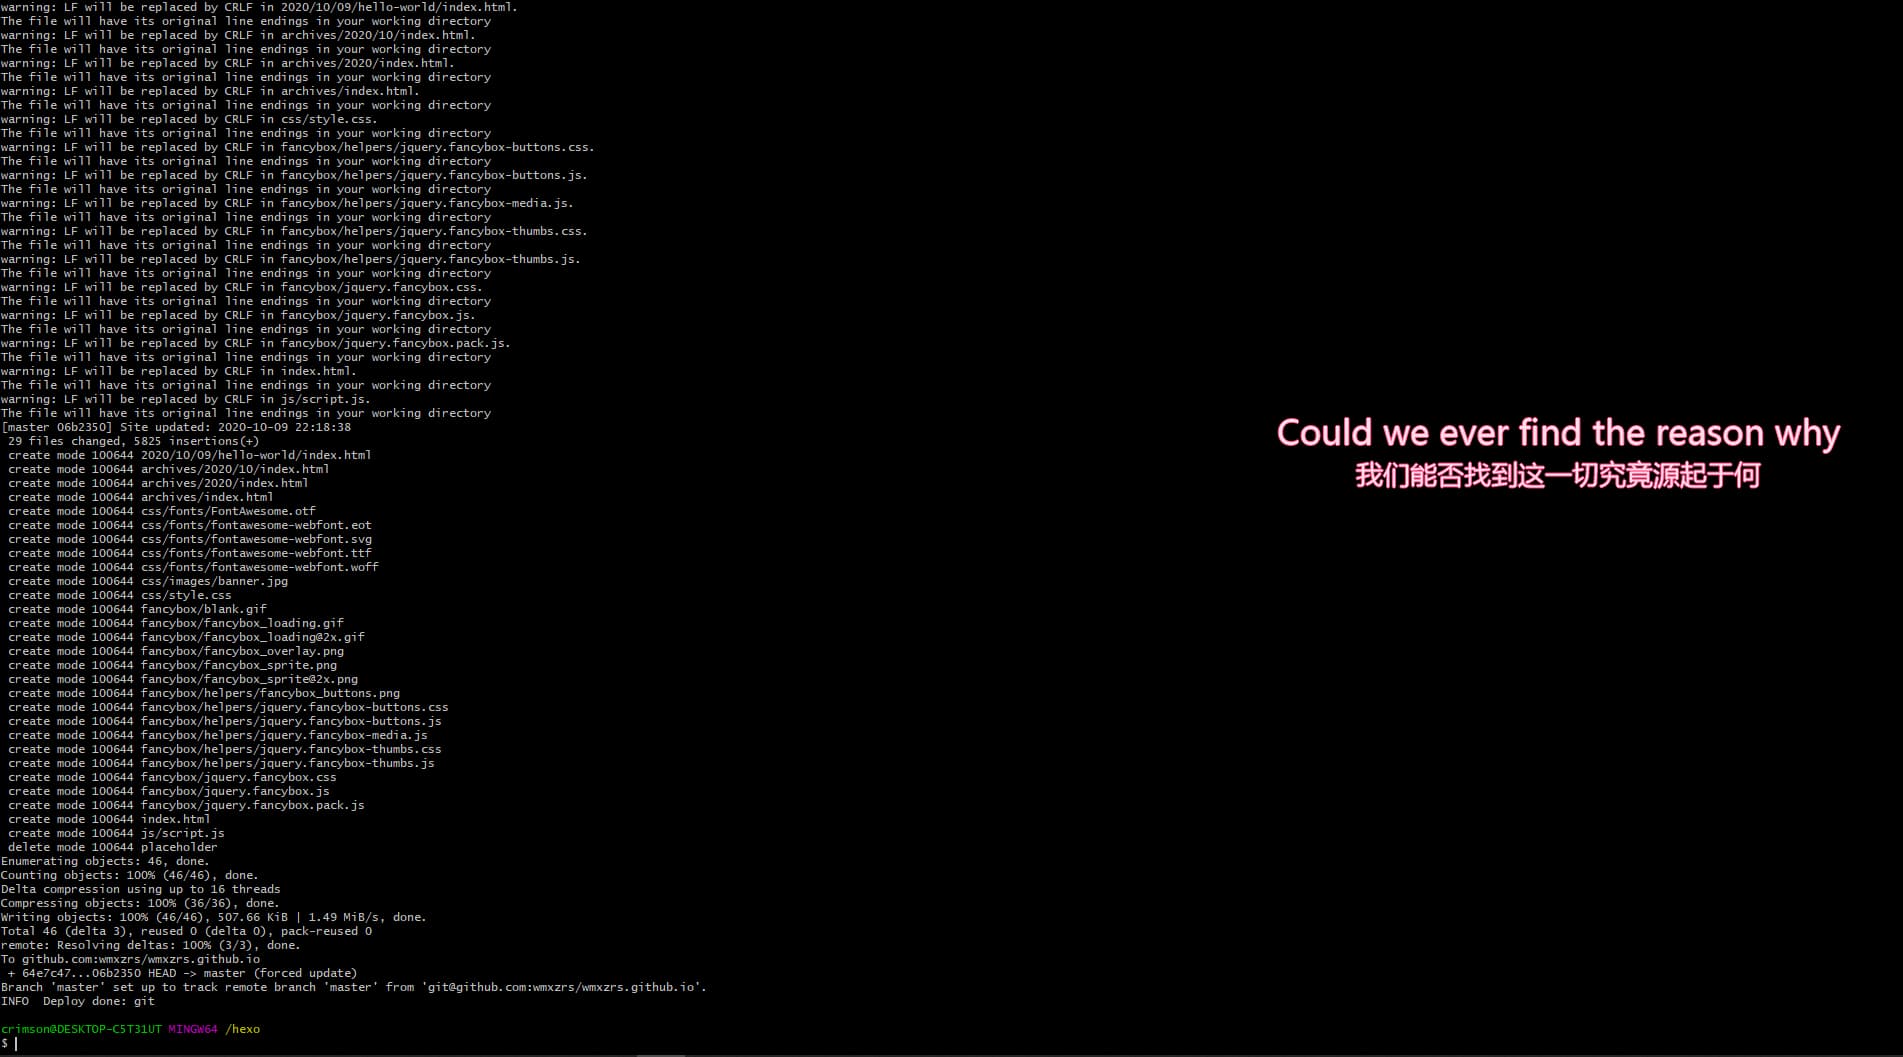 warning: LF will be replaced by CRLF in 2020/10/09/hello-world/index.html.
The file will have its original line endings in your working directory
warning: LF will be replaced by CRLF in archives/2020/10/index.html.
The file will have its original line endings in your working directory
warning: LF will be replaced by CRLF in archives/2020/index.html.
The file will have its original line endings in your working directory
warning: LF will be replaced by CRLF in archives/index.html.
The file will have its original line endings in your working directory
warning: LF will be replaced by CRLF in css/style.css.
The file will have its original line endings in your working directory
warning: LF will be replaced by CRLF in fancybox/helpers/jquery.fancybox-buttons.css.
The file will have its original line endings in your working directory
warning: LF will be replaced by CRLF in fancybox/helpers/jquery.fancybox-buttons.js.
The file will have its original line endings in your working directory
warning: LF will be replaced by CRLF in fancybox/helpers/jquery.fancybox-media.js.
The file will have its original line endings in your working directory
warning: LF will be replaced by CRLF in fancybox/helpers/jquery.fancybox-thumbs.css.
The file will have its original line endings in your working directory
warning: LF will be replaced by CRLF in fancybox/helpers/jquery.fancybox-thumbs.js.
The file will have its original line endings in your working directory
warning: LF will be replaced by CRLF in fancybox/jquery.fancybox.css.
The file will have its original line endings in your working directory
warning: LF will be replaced by CRLF in fancybox/jquery.fancybox.js.
The file will have its original line endings in your working directory
warning: LF will be replaced by CRLF in fancybox/jquery.fancybox.pack.js.
The file will have its original line endings in your working directory
warning: LF will be replaced by CRLF in index.html.
The file will have its original line endings in your working directory
warning: LF will be replaced by CRLF in js/script.js.
The file will have its original line endings in your working directory
[master 06b2350] Site updated: 2020-10-09 22:18:38
 29 files changed, 5825 insertions(+)
 create mode 100644 2020/10/09/hello-world/index.html
 create mode 100644 archives/2020/10/index.html
 create mode 100644 archives/2020/index.html
 create mode 100644 archives/index.html
 create mode 100644 css/fonts/FontAwesome.otf
 create mode 100644 css/fonts/fontawesome-webfont.eot
 create mode 100644 css/fonts/fontawesome-webfont.svg
 create mode 100644 css/fonts/fontawesome-webfont.ttf
 create mode 100644 css/fonts/fontawesome-webfont.woff
 create mode 100644 css/images/banner.jpg
 create mode 100644 css/style.css
 create mode 100644 fancybox/blank.gif
 create mode 100644 fancybox/fancybox_loading.gif
 create mode 100644 fancybox/fancybox_loading@2x.gif
 create mode 100644 fancybox/fancybox_overlay.png
 create mode 100644 fancybox/fancybox_sprite.png
 create mode 100644 fancybox/fancybox_sprite@2x.png
 create mode 100644 fancybox/helpers/fancybox_buttons.png
 create mode 100644 fancybox/helpers/jquery.fancybox-buttons.css
 create mode 100644 fancybox/helpers/jquery.fancybox-buttons.js
 create mode 100644 fancybox/helpers/jquery.fancybox-media.js
 create mode 100644 fancybox/helpers/jquery.fancybox-thumbs.css
 create mode 100644 fancybox/helpers/jquery.fancybox-thumbs.js
 create mode 100644 fancybox/jquery.fancybox.css
 create mode 100644 fancybox/jquery.fancybox.js
 create mode 100644 fancybox/jquery.fancybox.pack.js
 create mode 100644 index.html
 create mode 100644 js/script.js
 delete mode 100644 placeholder
Enumerating objects: 46, done.
Counting objects: 100% (46/46), done.
Delta compression using up to 16 threads
Compressing objects: 100% (36/36), done.
Writing objects: 100% (46/46), 507.66 KiB | 1.49 MiB/s, done.
Total 46 (delta 3), reused 0 (delta 0), pack-reused 0
remote: Resolving deltas: 100% (3/3), done.
To github.com:wmxzrs/wmxzrs.github.io
 + 64e7c47...06b2350 HEAD -> master (forced update)
Branch 'master' set up to track remote branch 'master' from 'git@github.com:wmxzrs/wmxzrs.github.io'.
INFO  Deploy done: git
crimson@DESKTOP-C5T31UT MINGW64 /hexo
$
Could we ever find the reason why
我们能否找到这一切究竟源起于何